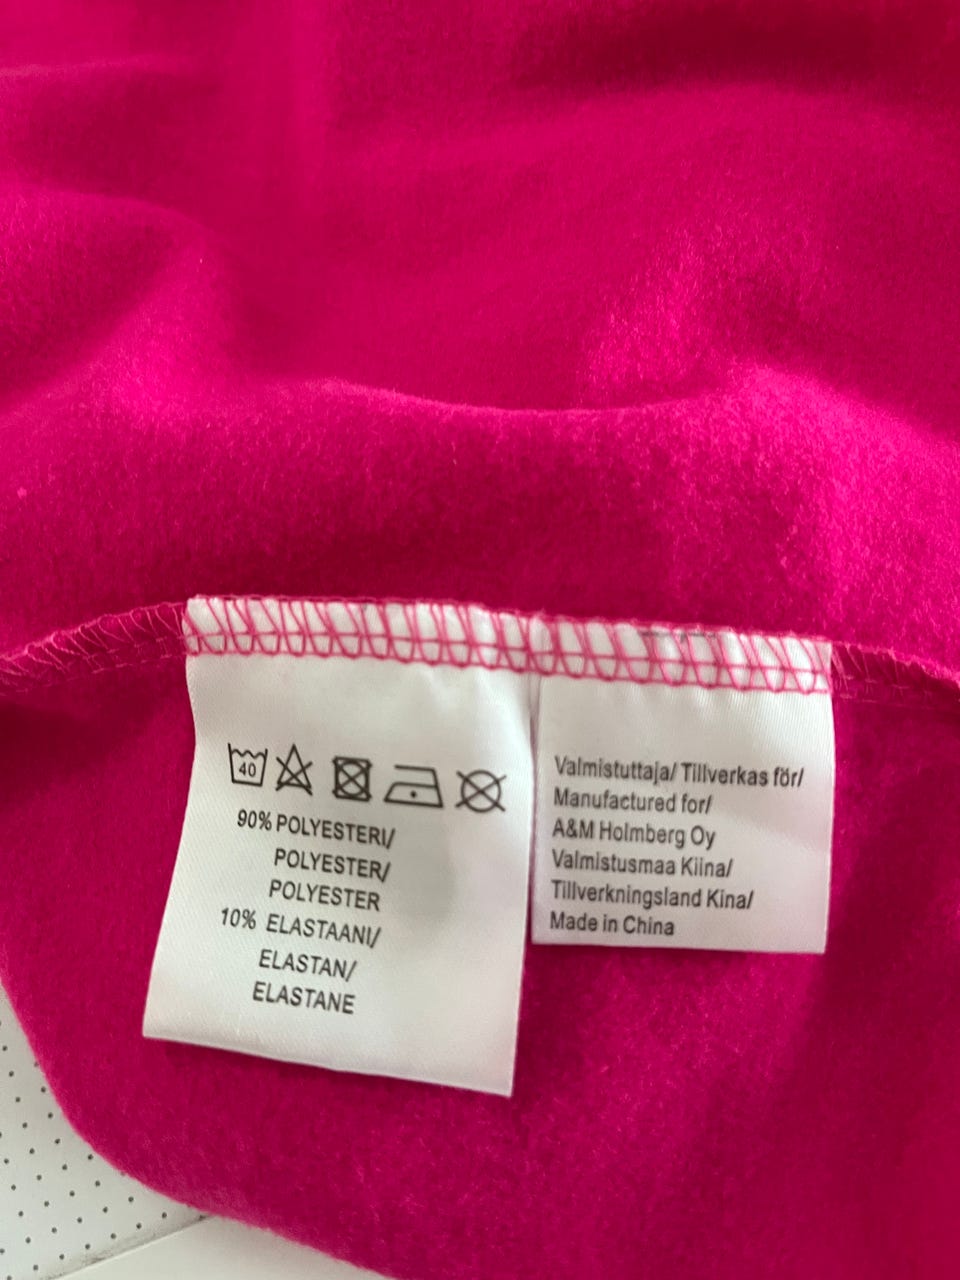 40
90% POLYESTERI/
POLYESTER/
POLYESTER
10% ELASTAANI/
ELASTAN/
ELASTANE
Valmistuttaja/ Tillverkas för/
Manufactured for/
A&M Holmberg Oy
Valmistusmaa Kiina/
Tillverkningsland Kina/
Made in China